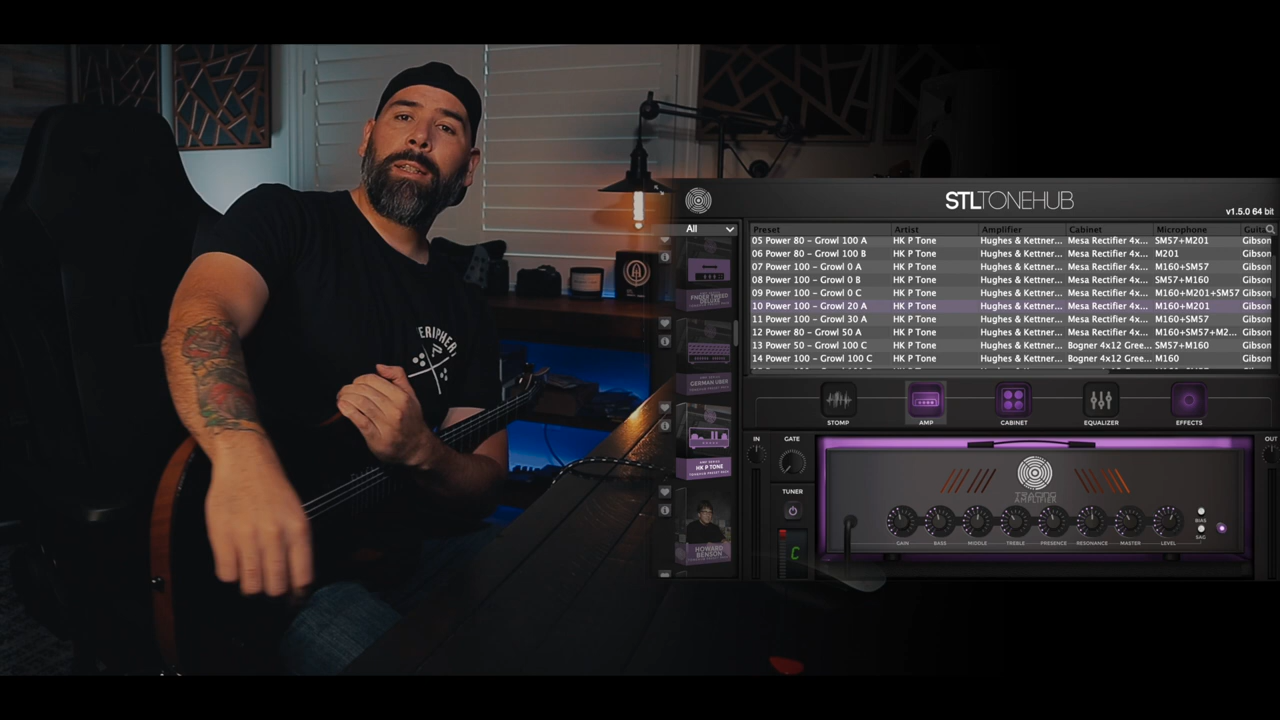 STLTONEHUB
v1.5.0 64 bit
All
Preset Artist Amplifier Cabinet Microphone Guita
05 Power 80 – Growl 100 A HK P Tone Hughes & Kettner... Mesa Rectifier 4x... SM57+M201 Gibson
06 Power 80 – Growl 100 B HK P Tone Hughes & Kettner... Mesa Rectifier 4x... M201 Gibson
07 Power 100 – Growl 0 A HK P Tone Hughes & Kettner... Mesa Rectifier 4x... M160+SM57 Gibson
08 Power 100 – Growl 0 B HK P Tone Hughes & Kettner... Mesa Rectifier 4x... SM57+M160 Gibson
09 Power 100 – Growl 0 C HK P Tone Hughes & Kettner... Mesa Rectifier 4x... M160+M201+SM57 Gibson
10 Power 100 – Growl 20 A HK P Tone Hughes & Kettner... Mesa Rectifier 4x... M160+M201 Gibson
11 Power 100 – Growl 30 A HK P Tone Hughes & Kettner... Mesa Rectifier 4x... M160+SM57 Gibson
12 Power 80 – Growl 50 A HK P Tone Hughes & Kettner... Mesa Rectifier 4x... M160+SM57+M2... Gibson
13 Power 50 – Growl 100 C HK P Tone Hughes & Kettner... Bogner 4x12 Gree... SM57+M160 Gibson
14 Power 100 – Growl 100 C HK P Tone Hughes & Kettner... Bogner 4x12 Gree... M160 Gibson
FNDER TWEED
DELUXE
GERMAN UBER
HK P TONE
HOWARD
BENSON
STOMP AMP CABINET EQUALIZER EFFECTS
IN GATE OUT
TUNER
C
TRACING
AMPLIFIER
GAIN BASS MIDDLE TREBLE PRESENCE RESONANCE MASTER LEVEL
BIAS
SAG
ERIPHER
P